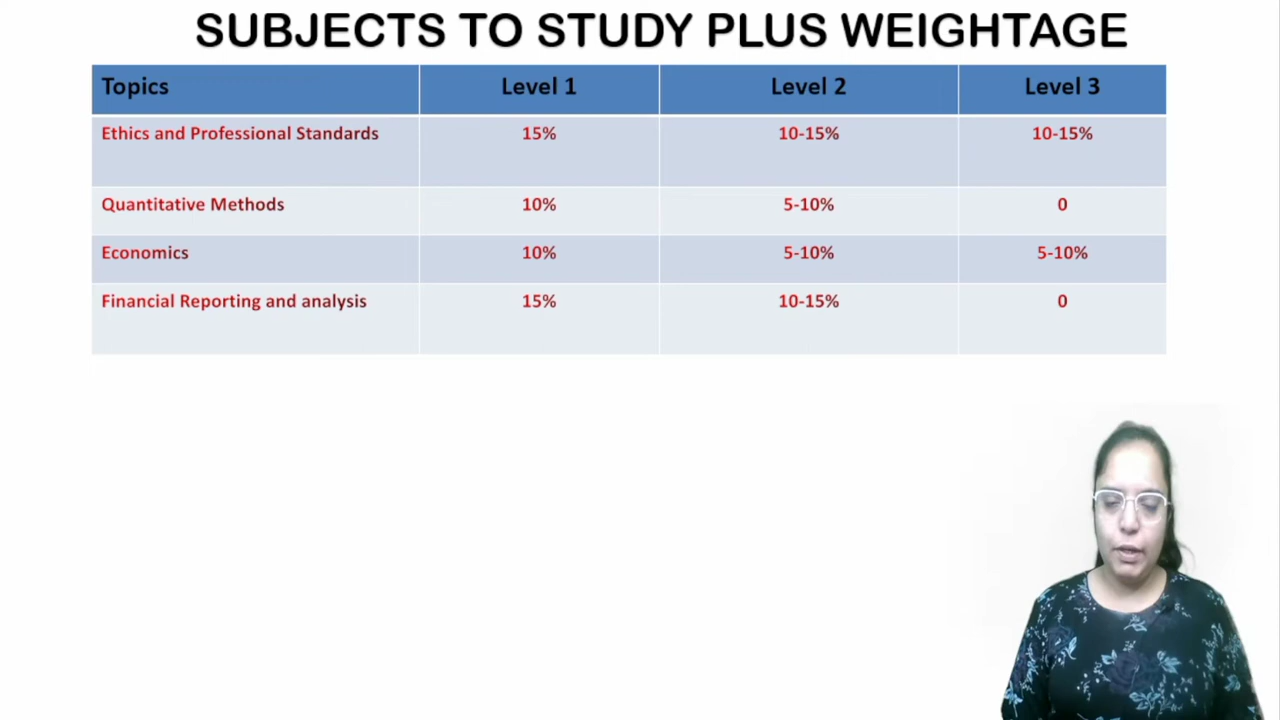 SUBJECTS TO STUDY PLUS WEIGHTAGE
Topics Level 1 Level 2 Level 3
Ethics and Professional Standards 15% 10-15% 10-15%
Quantitative Methods 10% 5-10% 0
Economics 10% 5-10% 5-10%
Financial Reporting and analysis 15% 10-15% 0